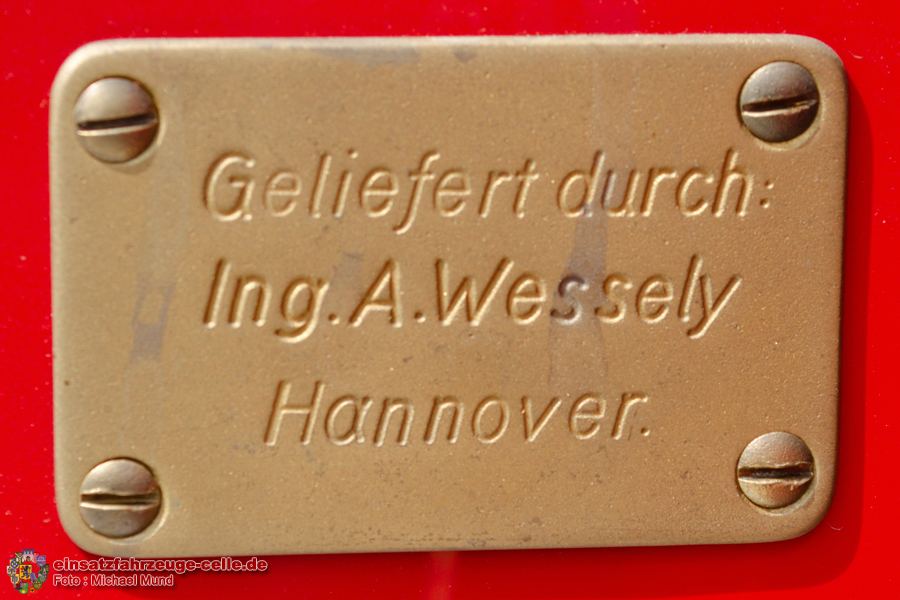 Geliefert durch:
Ing. A. Wessely
Hannover.
einsatzfahrzeuge-celle.de
Foto : Michael Mund